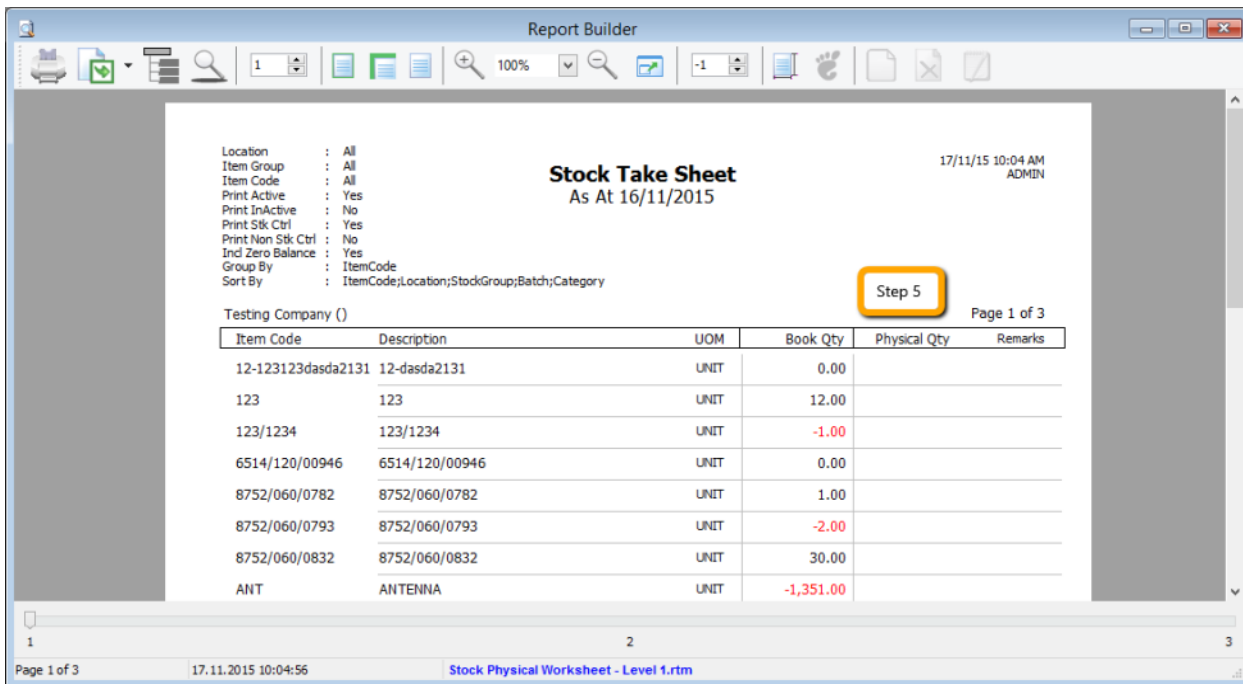 Report Builder
1 100% -1
Location : All
Item Group : All
Item Code : All
Print Active : Yes
Print InActive : No
Print Stk Ctrl : Yes
Print Non Stk Ctrl : No
Incl Zero Balance : Yes
Group By : ItemCode
Sort By : ItemCode;Location;StockGroup;Batch;Category
Stock Take Sheet
As At 16/11/2015
17/11/15 10:04 AM
ADMIN
Step 5
Testing Company () Page 1 of 3
Item Code Description UOM Book Qty Physical Qty Remarks
12-123123dasda2131 12-dasda2131 UNIT 0.00
123 123 UNIT 12.00
123/1234 123/1234 UNIT -1.00
6514/120/00946 6514/120/00946 UNIT 0.00
8752/060/0782 8752/060/0782 UNIT 1.00
8752/060/0793 8752/060/0793 UNIT -2.00
8752/060/0832 8752/060/0832 UNIT 30.00
ANT ANTENNA UNIT -1,351.00
1 2 3
Page 1 of 3 17.11.2015 10:04:56 Stock Physical Worksheet - Level 1.rtm